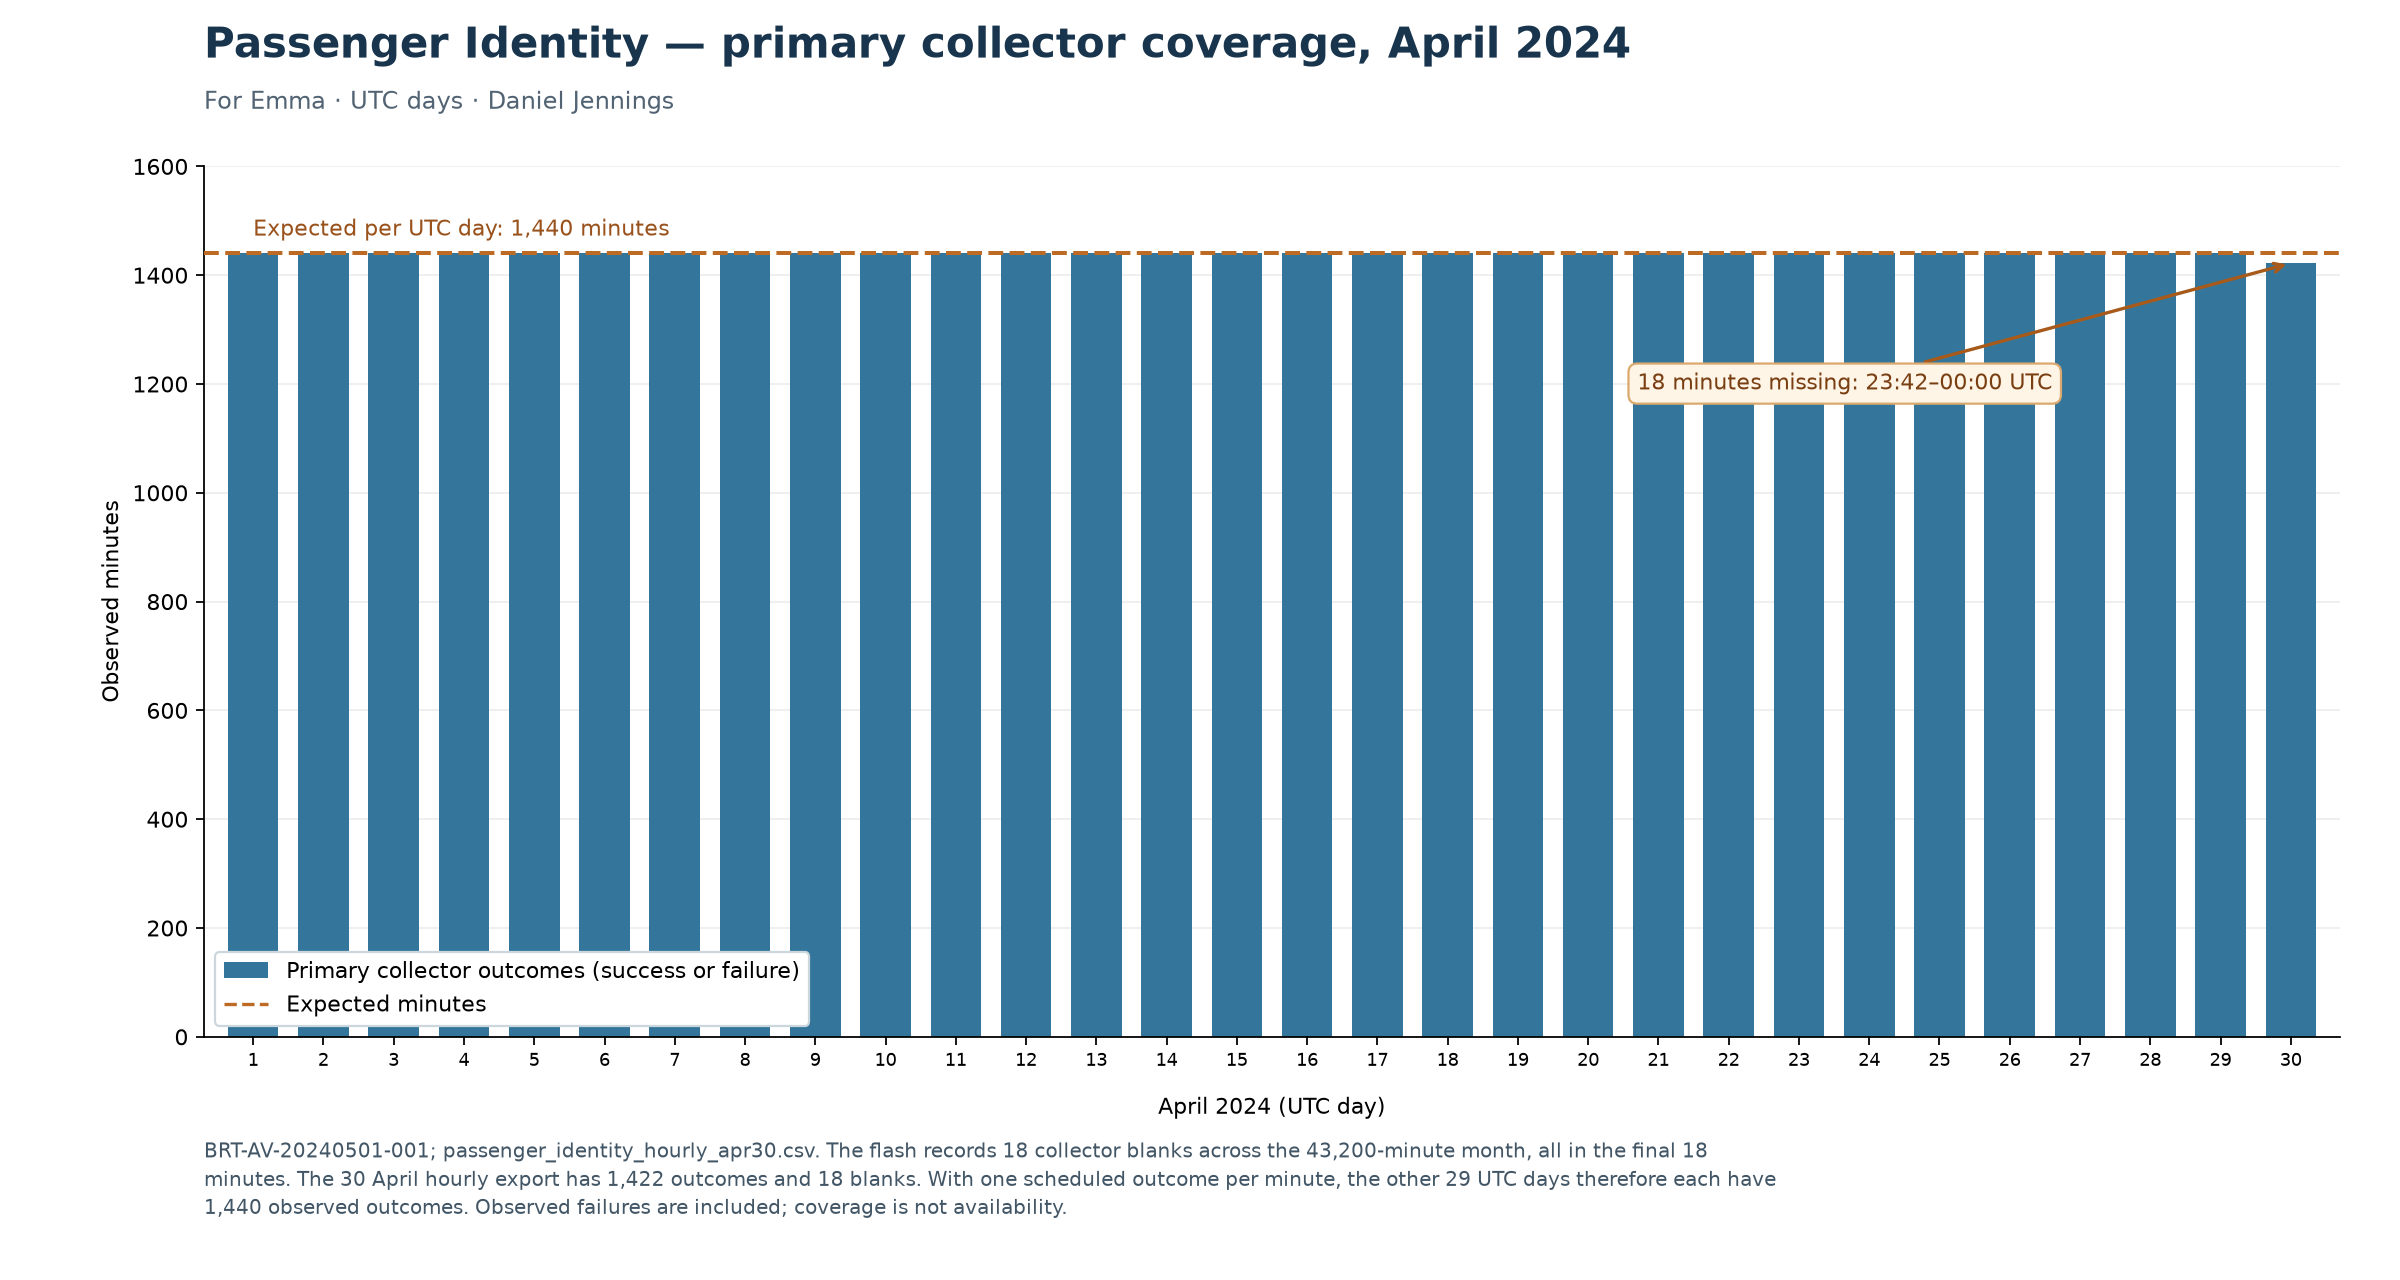 Passenger Identity — primary collector coverage, April 2024
For Emma · UTC days · Daniel Jennings
1600
1400
1200
1000
800
600
400
200
0
Observed minutes
Expected per UTC day: 1,440 minutes
18 minutes missing: 23:42–00:00 UTC
Primary collector outcomes (success or failure)
Expected minutes
1 2 3 4 5 6 7 8 9 10 11 12 13 14 15 16 17 18 19 20 21 22 23 24 25 26 27 28 29 30
April 2024 (UTC day)
BRT-AV-20240501-001; passenger_identity_hourly_apr30.csv. The flash records 18 collector blanks across the 43,200-minute month, all in the final 18
minutes. The 30 April hourly export has 1,422 outcomes and 18 blanks. With one scheduled outcome per minute, the other 29 UTC days therefore each have
1,440 observed outcomes. Observed failures are included; coverage is not availability.